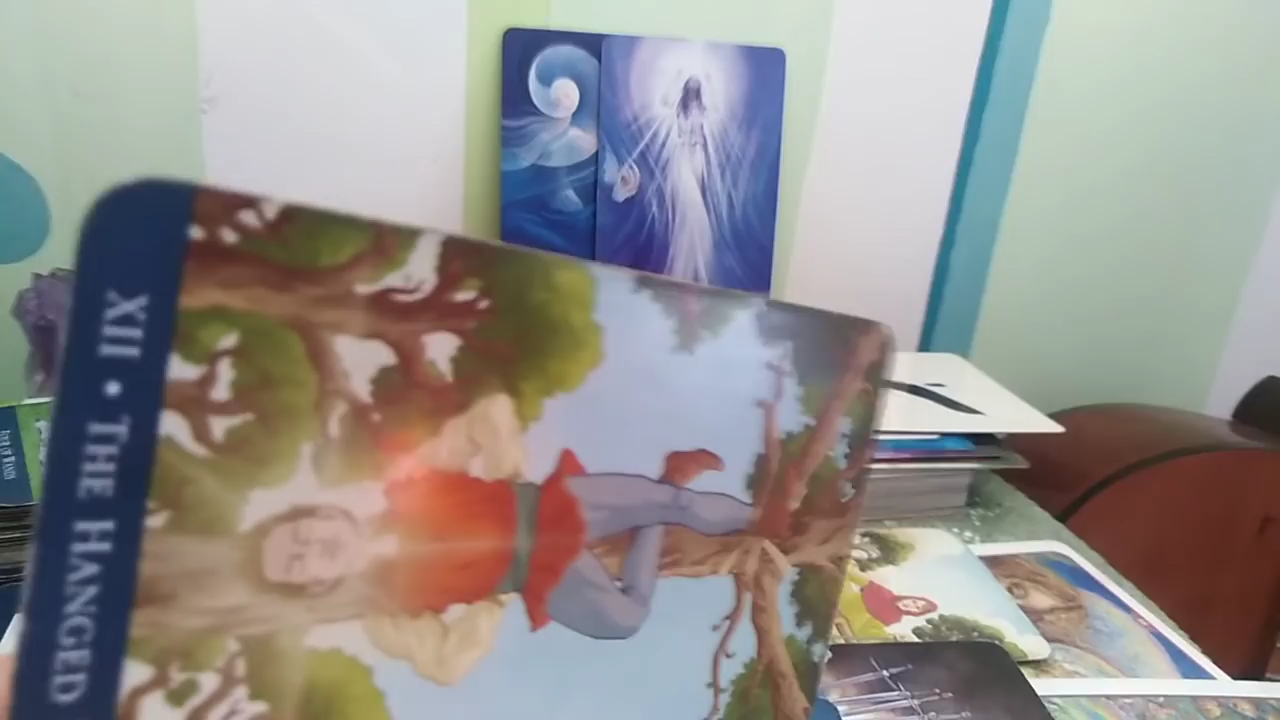 XII • THE HANGED